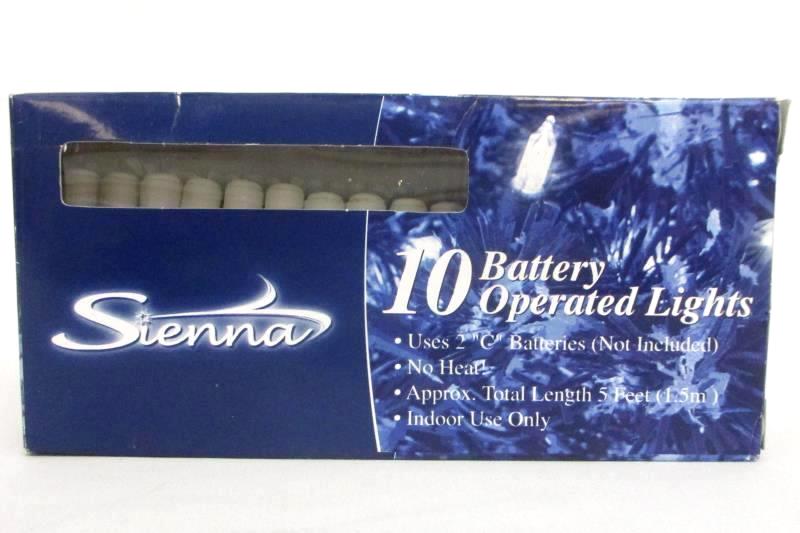 Sienna
10 Battery
Operated Lights
• Uses 2 "C" Batteries (Not Included)
• No Heat!
• Approx. Total Length 5 Feet (1.5m)
• Indoor Use Only